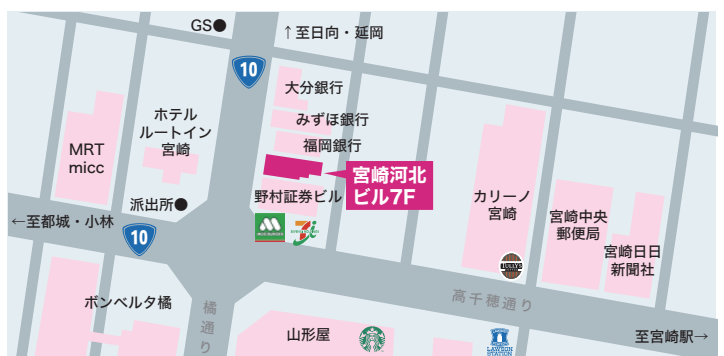 GS●
↑至日向・延岡
10
大分銀行
みずほ銀行
福岡銀行
ホテル
ルートイン
宮崎
MRT
micc
宮崎河北
ビル7F
野村証券ビル
派出所●
←至都城・小林
10
MOS BURGER
カリーノ
宮崎
宮崎中央
郵便局
宮崎日日
新聞社
TULLY'S
高千穂通り
ボンベルタ橘
橘通り
山形屋
LAWSON
STATION
至宮崎駅→